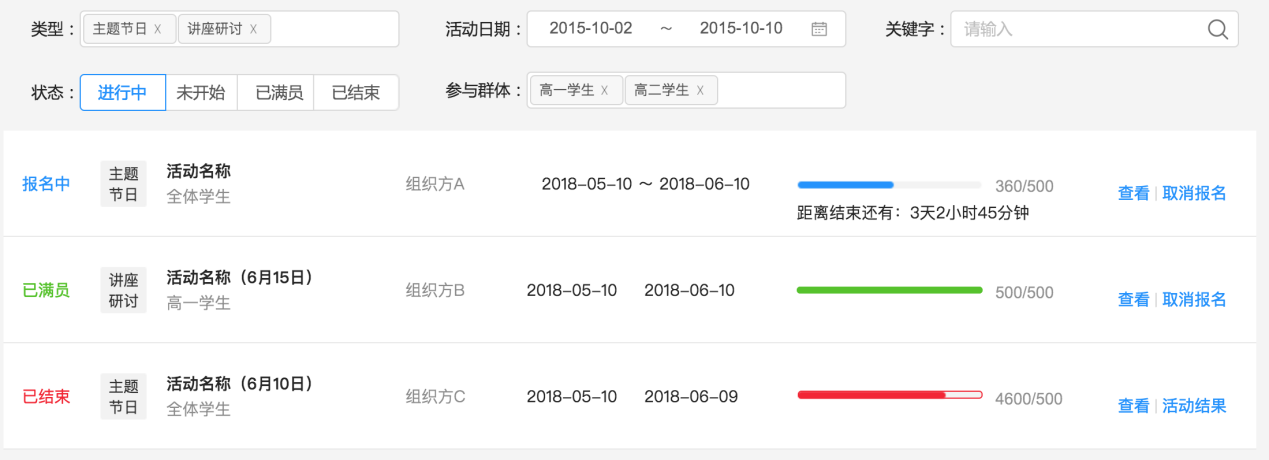 类型： 主题节日 x 讲座研讨 x 活动日期： 2015-10-02 ～ 2015-10-10 关键字： 请输入
状态： 进行中 未开始 已满员 已结束 参与群体： 高一学生 x 高二学生 x
报名中 主题 活动名称 组织方A 2018-05-10 ～ 2018-06-10 360/500 查看 | 取消报名
节日 全体学生 距离结束还有：3天2小时45分钟
已满员 讲座 活动名称（6月15日） 组织方B 2018-05-10 2018-06-10 500/500 查看 | 取消报名
研讨 高一学生
已结束 主题 活动名称（6月10日） 组织方C 2018-05-10 2018-06-09 4600/500 查看 | 活动结果
节日 全体学生